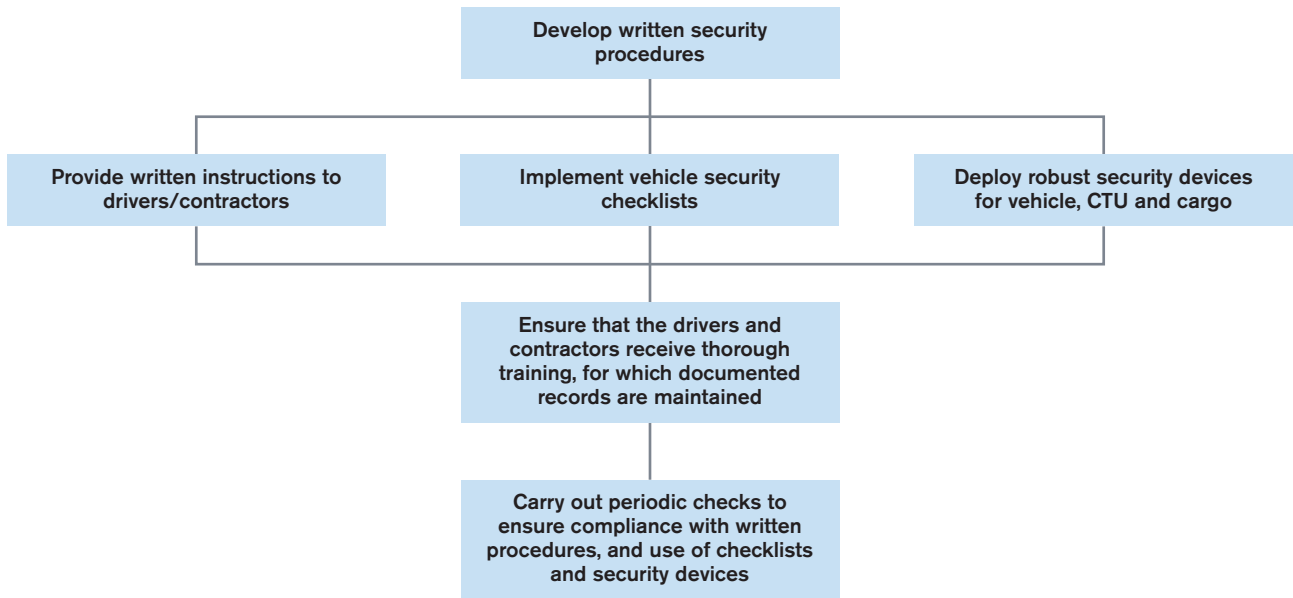 Develop written security
procedures
Provide written instructions to
drivers/contractors
Implement vehicle security
checklists
Deploy robust security devices
for vehicle, CTU and cargo
Ensure that the drivers and
contractors receive thorough
training, for which documented
records are maintained
Carry out periodic checks to
ensure compliance with written
procedures, and use of checklists
and security devices